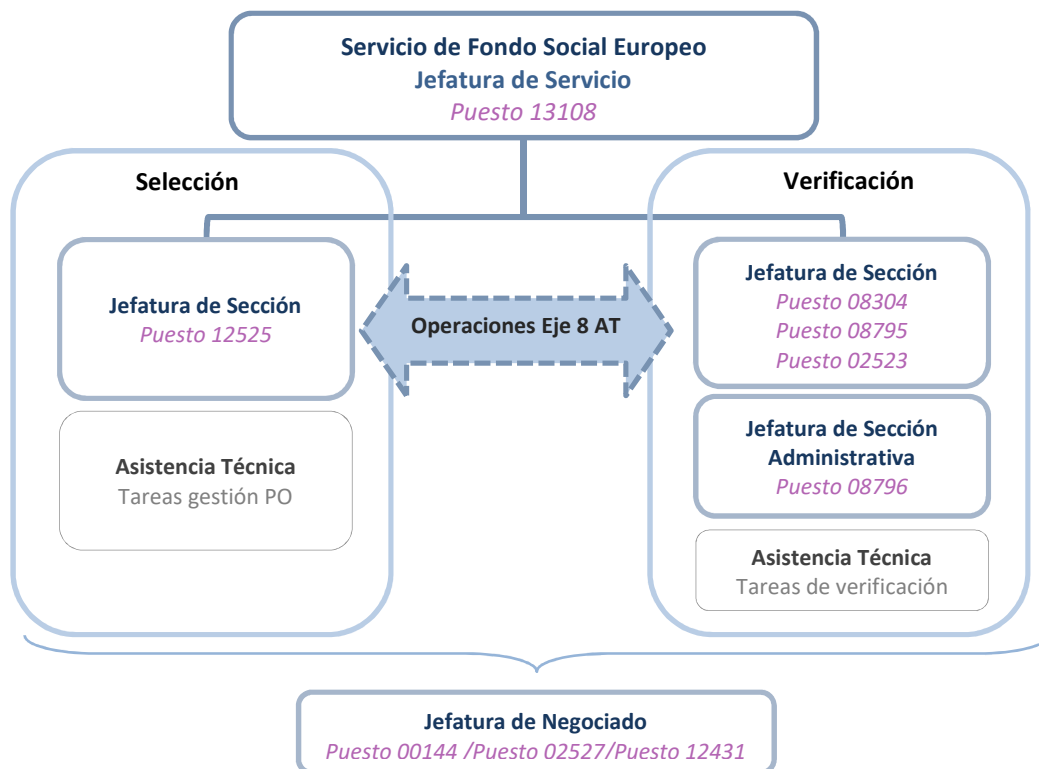 Servicio de Fondo Social Europeo
Jefatura de Servicio
Puesto 13108
Selección
Jefatura de Sección
Puesto 12525
Asistencia Técnica
Tareas gestión PO
Operaciones Eje 8 AT
Verificación
Jefatura de Sección
Puesto 08304
Puesto 08795
Puesto 02523
Jefatura de Sección
Administrativa
Puesto 08796
Asistencia Técnica
Tareas de verificación
Jefatura de Negociado
Puesto 00144 /Puesto 02527/Puesto 12431